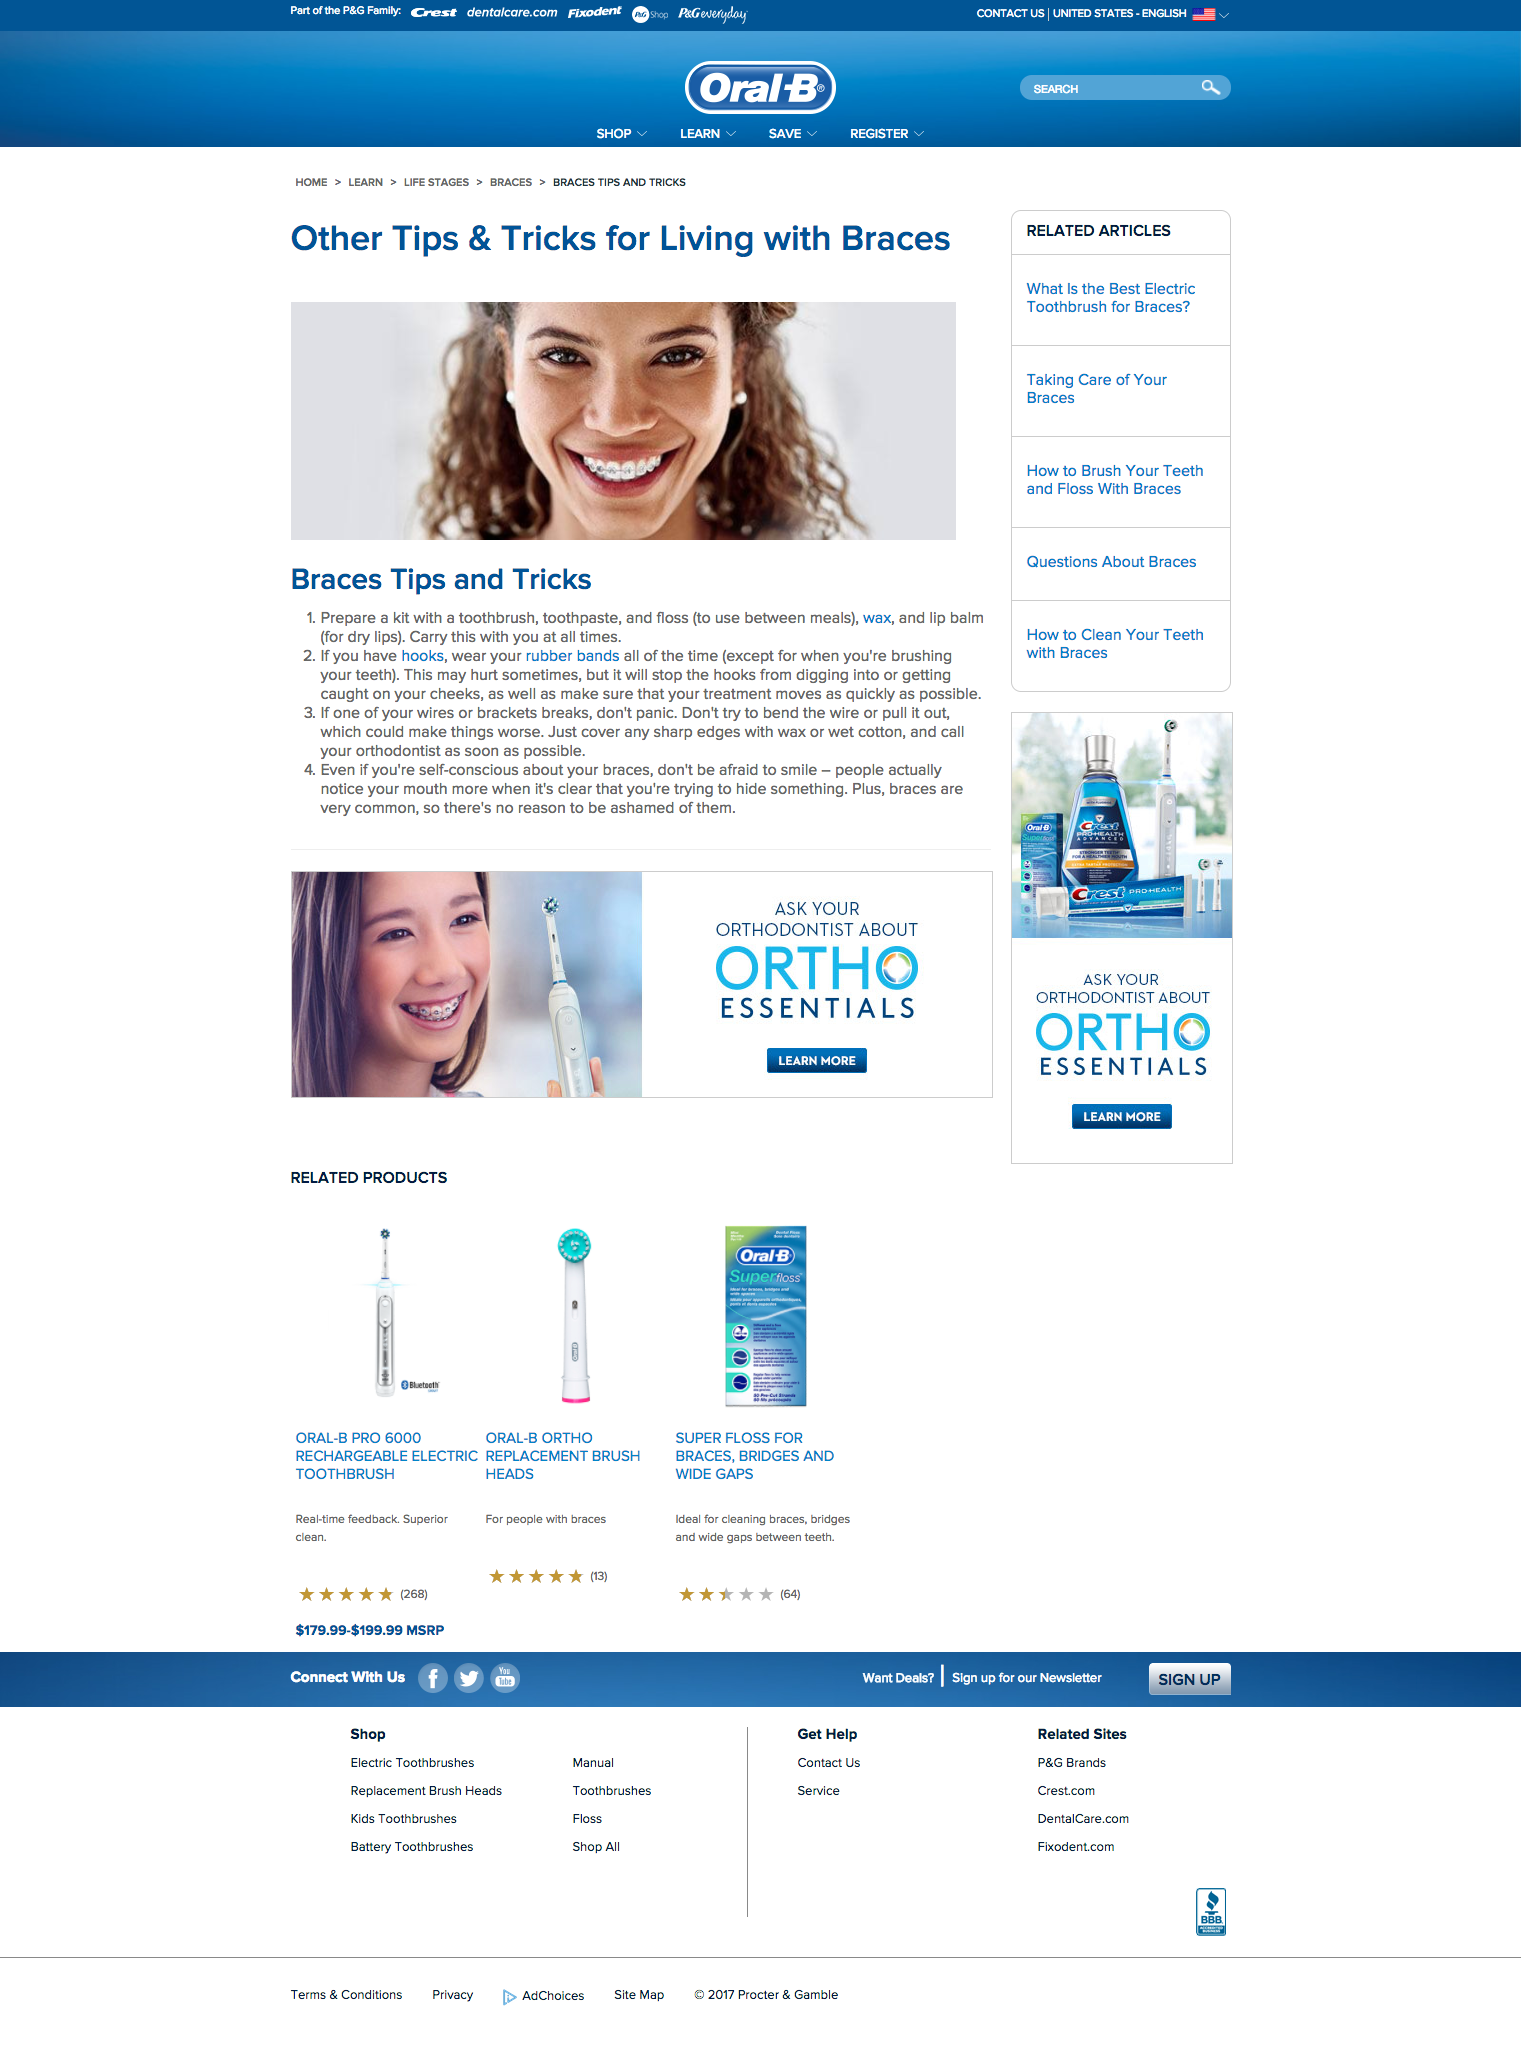 Part of the P&G Family: Crest dentalcare.com Fixodent P&G Shop P&G everyday
CONTACT US | UNITED STATES - ENGLISH
Oral-B®
SEARCH
SHOP LEARN SAVE REGISTER
HOME > LEARN > LIFE STAGES > BRACES > BRACES TIPS AND TRICKS
Other Tips & Tricks for Living with Braces
Braces Tips and Tricks
1. Prepare a kit with a toothbrush, toothpaste, and floss (to use between meals), wax, and lip balm
(for dry lips). Carry this with you at all times.
2. If you have hooks, wear your rubber bands all of the time (except for when you're brushing
your teeth). This may hurt sometimes, but it will stop the hooks from digging into or getting
caught on your cheeks, as well as make sure that your treatment moves as quickly as possible.
3. If one of your wires or brackets breaks, don't panic. Don't try to bend the wire or pull it out,
which could make things worse. Just cover any sharp edges with wax or wet cotton, and call
your orthodontist as soon as possible.
4. Even if you're self-conscious about your braces, don't be afraid to smile – people actually
notice your mouth more when it's clear that you're trying to hide something. Plus, braces are
very common, so there's no reason to be ashamed of them.
ASK YOUR
ORTHODONTIST ABOUT
ORTHO
ESSENTIALS
LEARN MORE
RELATED ARTICLES
What Is the Best Electric
Toothbrush for Braces?
Taking Care of Your
Braces
How to Brush Your Teeth
and Floss With Braces
Questions About Braces
How to Clean Your Teeth
with Braces
Oral-B
Superfloss
Crest
PRO-HEALTH
ADVANCED
Crest PRO-HEALTH
ASK YOUR
ORTHODONTIST ABOUT
ORTHO
ESSENTIALS
LEARN MORE
RELATED PRODUCTS
Bluetooth
ORAL-B PRO 6000
RECHARGEABLE ELECTRIC
TOOTHBRUSH
Real-time feedback. Superior
clean.
(268)
$179.99-$199.99 MSRP
Oral-B
ORAL-B ORTHO
REPLACEMENT BRUSH
HEADS
For people with braces
(13)
Oral-B
Superfloss
SUPER FLOSS FOR
BRACES, BRIDGES AND
WIDE GAPS
Ideal for cleaning braces, bridges
and wide gaps between teeth.
(64)
Connect With Us
You
Tube
Want Deals? | Sign up for our Newsletter
SIGN UP
Shop
Electric Toothbrushes
Replacement Brush Heads
Kids Toothbrushes
Battery Toothbrushes
Manual
Toothbrushes
Floss
Shop All
Get Help
Contact Us
Service
Related Sites
P&G Brands
Crest.com
DentalCare.com
Fixodent.com
BBB
Terms & Conditions Privacy AdChoices Site Map © 2017 Procter & Gamble